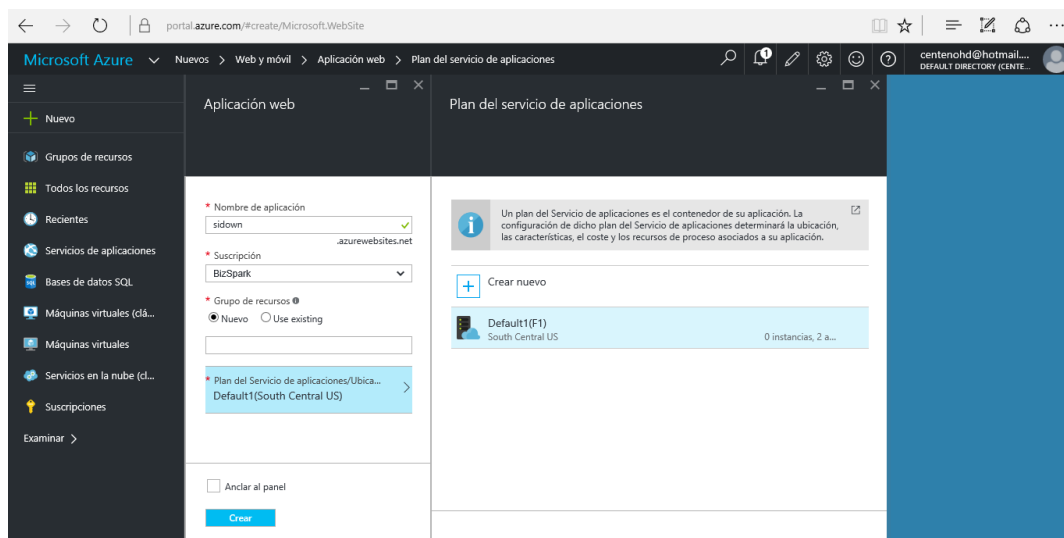 portal.azure.com/#create/Microsoft.WebSite
Microsoft Azure Nuevos > Web y móvil > Aplicación web > Plan del servicio de aplicaciones
1
centenohd@hotmail....
DEFAULT DIRECTORY (CENTE...
Nuevo
Grupos de recursos
Todos los recursos
Recientes
Servicios de aplicaciones
Bases de datos SQL
Máquinas virtuales (clá...
Máquinas virtuales
Servicios en la nube (cl...
Suscripciones
Examinar >
Aplicación web
* Nombre de aplicación
sidown
.azurewebsites.net
* Suscripción
BizSpark
* Grupo de recursos
Nuevo Use existing
* Plan del Servicio de aplicaciones/Ubica...
Default1(South Central US)
Anclar al panel
Crear
Plan del servicio de aplicaciones
Un plan del Servicio de aplicaciones es el contenedor de su aplicación. La
configuración de dicho plan del Servicio de aplicaciones determinará la ubicación,
las características, el coste y los recursos de proceso asociados a su aplicación.
Crear nuevo
Default1(F1)
South Central US
0 instancias, 2 a...